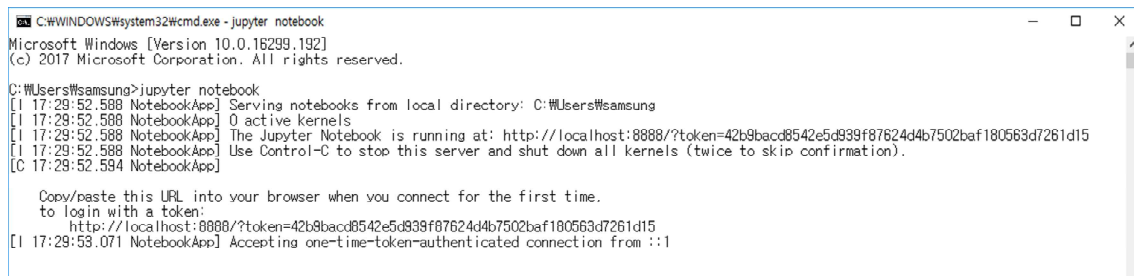 C:₩WINDOWS₩system32₩cmd.exe - jupyter notebook
Microsoft Windows [Version 10.0.16299.192]
(c) 2017 Microsoft Corporation. All rights reserved.
C:₩Users₩samsung>jupyter notebook
[I 17:29:52.588 NotebookApp] Serving notebooks from local directory: C:₩Users₩samsung
[I 17:29:52.588 NotebookApp] 0 active kernels
[I 17:29:52.588 NotebookApp] The Jupyter Notebook is running at: http://localhost:8888/?token=42b9bacd8542e5d939f87624d4b7502baf180563d7261d15
[I 17:29:52.588 NotebookApp] Use Control-C to stop this server and shut down all kernels (twice to skip confirmation).
[C 17:29:52.594 NotebookApp]
Copy/paste this URL into your browser when you connect for the first time,
to login with a token:
http://localhost:8888/?token=42b9bacd8542e5d939f87624d4b7502baf180563d7261d15
[I 17:29:53.071 NotebookApp] Accepting one-time-token-authenticated connection from ::1